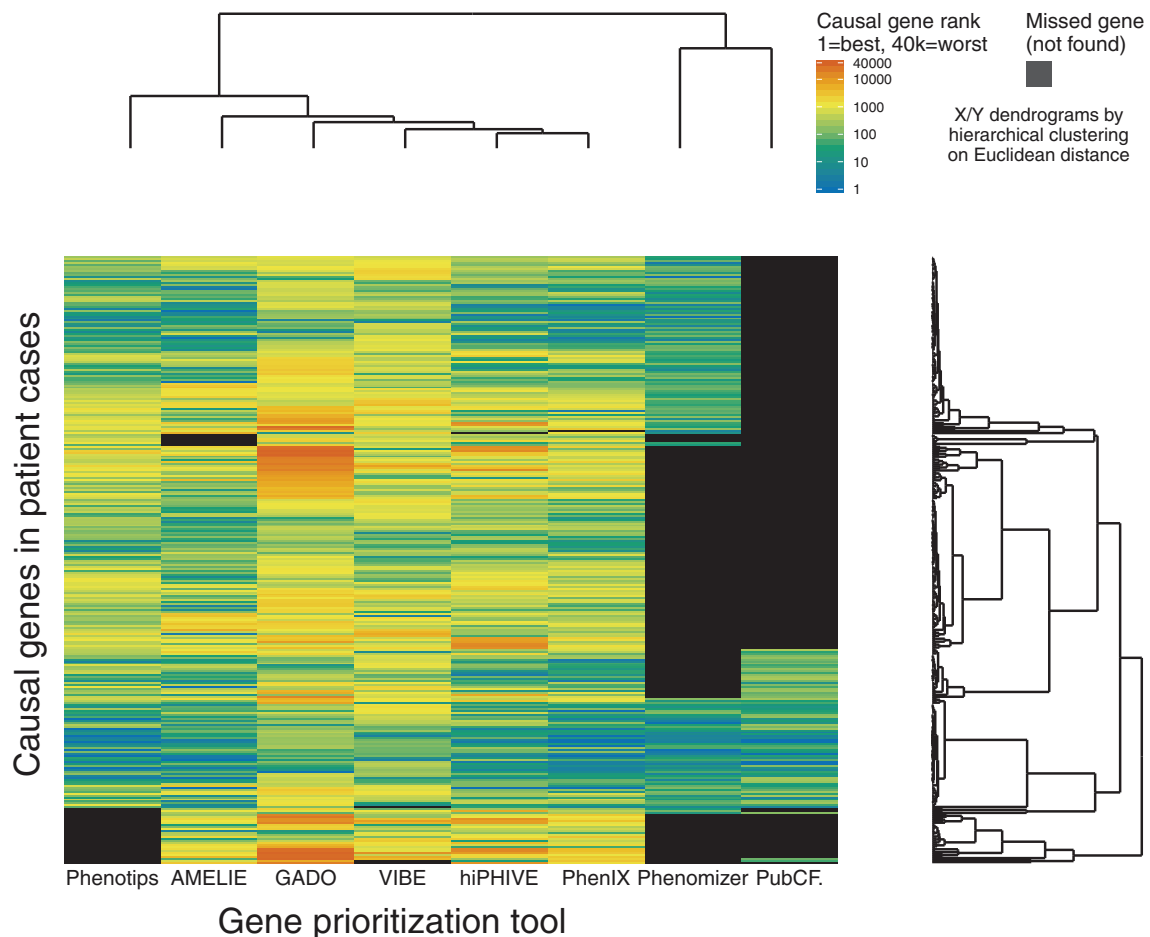 Causal gene rank
1=best, 40k=worst
40000
10000
1000
100
10
1
Missed gene
(not found)
X/Y dendrograms by
hierarchical clustering
on Euclidean distance
Causal genes in patient cases
Phenotips AMELIE GADO VIBE hiPHIVE PhenIX Phenomizer PubCF.
Gene prioritization tool